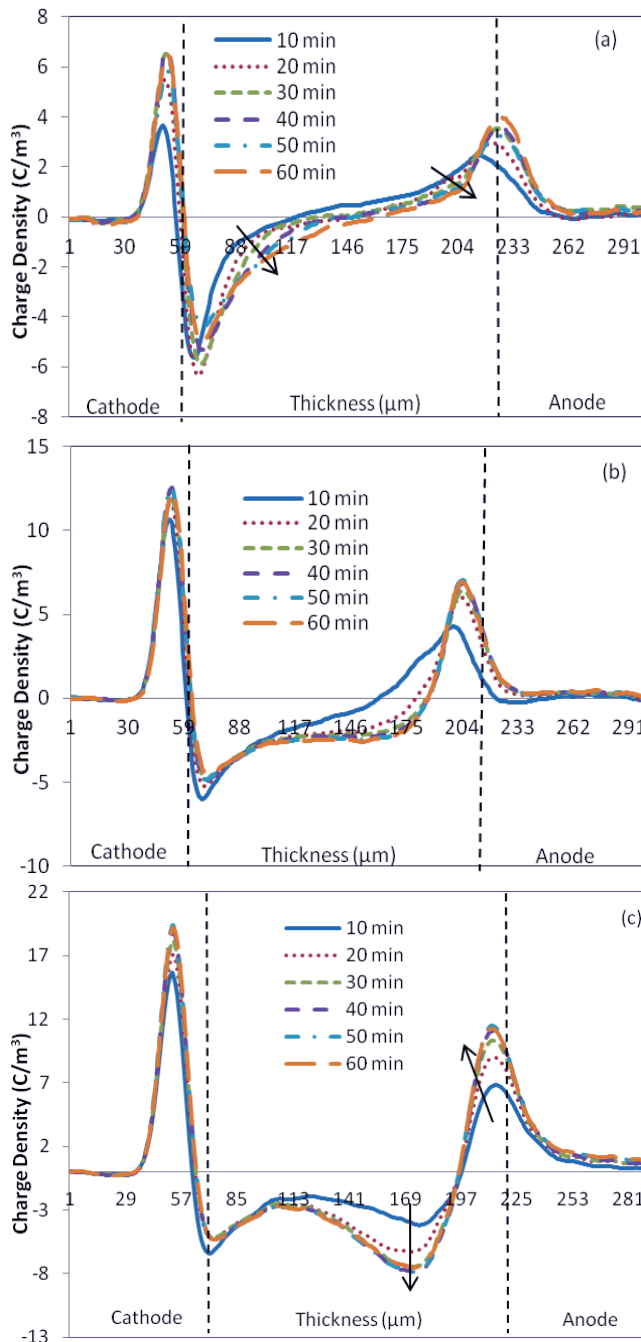 8
6
4
2
0
-2
-4
-6
-8
Charge Density (C/m³)
10 min
20 min
30 min
40 min
50 min
60 min
(a)
1 30 59 88 117 146 175 204 233 262 291
Cathode Thickness (µm) Anode
15
10
5
0
-5
-10
Charge Density (C/m³)
10 min
20 min
30 min
40 min
50 min
60 min
(b)
1 30 59 88 117 146 175 204 233 262 291
Cathode Thickness (µm) Anode
22
17
12
7
2
-3
-8
-13
Charge Density (C/m³)
10 min
20 min
30 min
40 min
50 min
60 min
(c)
1 29 57 85 113 141 169 197 225 253 281
Cathode Thickness (µm) Anode